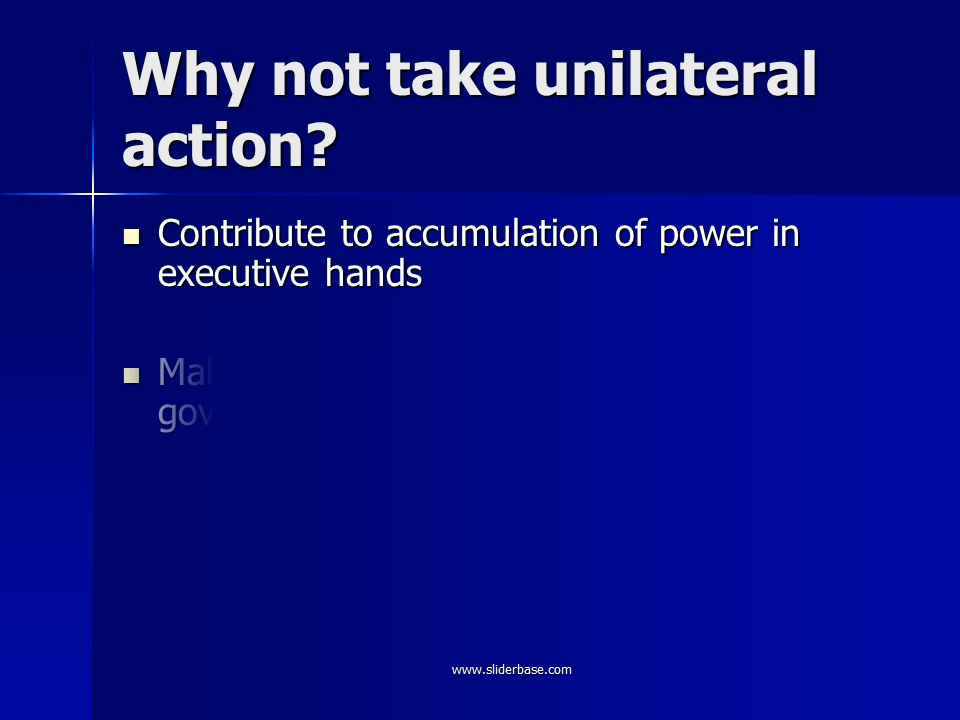 Why not take unilateral
action?
Contribute to accumulation of power in
executive hands
www.sliderbase.com